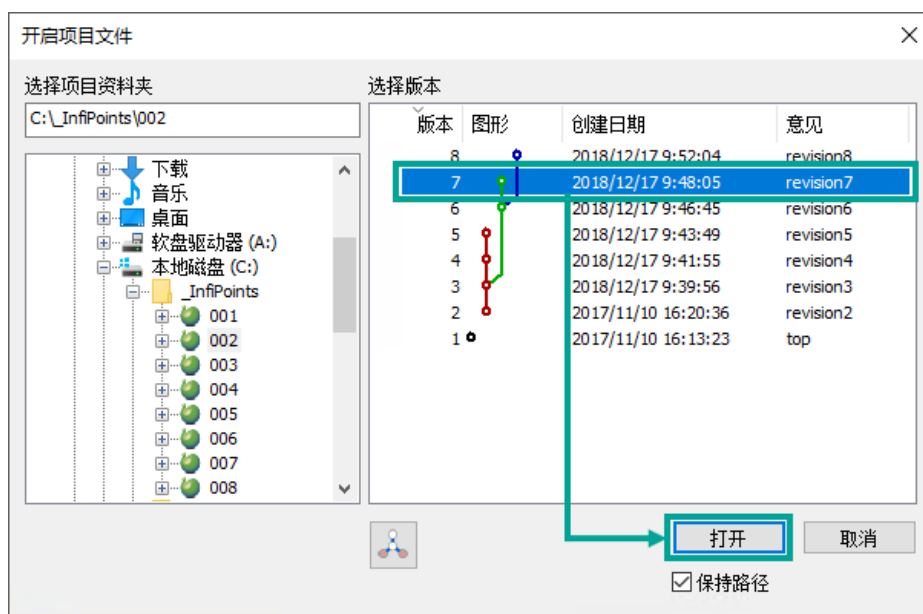 开启项目文件
选择项目资料夹
C:\_InfiPoints\002
下载
音乐
桌面
软盘驱动器 (A:)
本地磁盘 (C:)
_InfiPoints
001
002
003
004
005
006
007
008
选择版本
版本 图形 创建日期 意见
8 2018/12/17 9:52:04 revision8
7 2018/12/17 9:48:05 revision7
6 2018/12/17 9:46:45 revision6
5 2018/12/17 9:43:49 revision5
4 2018/12/17 9:41:55 revision4
3 2018/12/17 9:39:56 revision3
2 2017/11/10 16:20:36 revision2
1 2017/11/10 16:13:23 top
打开 取消
保持路径